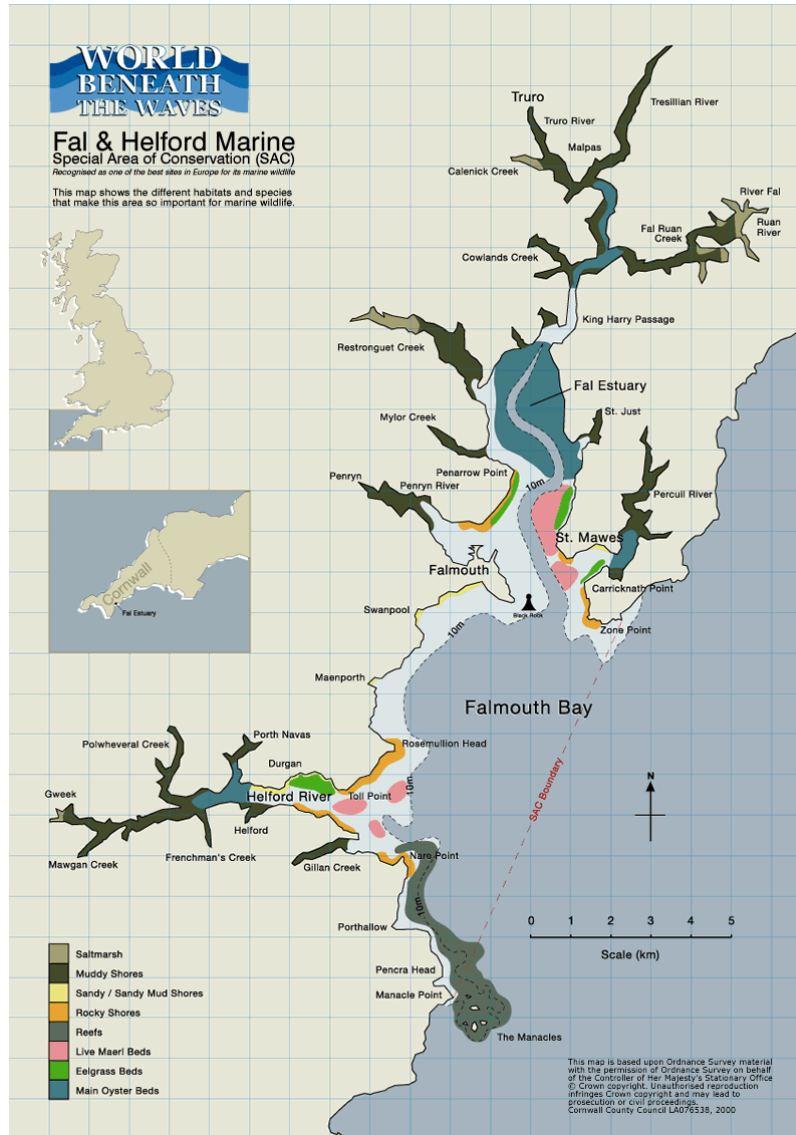 WORLD
BENEATH
THE WAVES
Fal & Helford Marine
Special Area of Conservation (SAC)
Recognised as one of the best sites in Europe for its marine wildlife
This map shows the different habitats and species
that make this area so important for marine wildlife.
Truro
Tresillian River
Truro River
Malpas
Calenick Creek
River Fal
Ruan
River
Fal Ruan
Creek
Cowlands Creek
King Harry Passage
Restronguet Creek
Fal Estuary
St. Just
Mylor Creek
Penarrow Point
Penryn
Penryn River
10m
Percuil River
St. Mawes
Falmouth
Carricknath Point
Swanpool
Black Rock
10m
Zone Point
Cornwall
Fal Estuary
Maenporth
Falmouth Bay
Porth Navas
Polwheveral Creek
Rosemullion Head
Durgan
10m
Gweek
Helford River
Toll Point
SAC Boundary
N
Helford
Mawgan Creek
Frenchman's Creek
Gillan Creek
Nare Point
10m
Porthallow
0 1 2 3 4 5
Scale (km)
Pencra Head
Manacle Point
The Manacles
Saltmarsh
Muddy Shores
Sandy / Sandy Mud Shores
Rocky Shores
Reefs
Live Maerl Beds
Eelgrass Beds
Main Oyster Beds
This map is based upon Ordnance Survey material
with the permission of Ordnance Survey on behalf
of the Controller of Her Majesty's Stationary Office
© Crown copyright. Unauthorised reproduction
infringes Crown copyright and may lead to
prosecution or civil proceedings.
Cornwall County Council LA076538, 2000